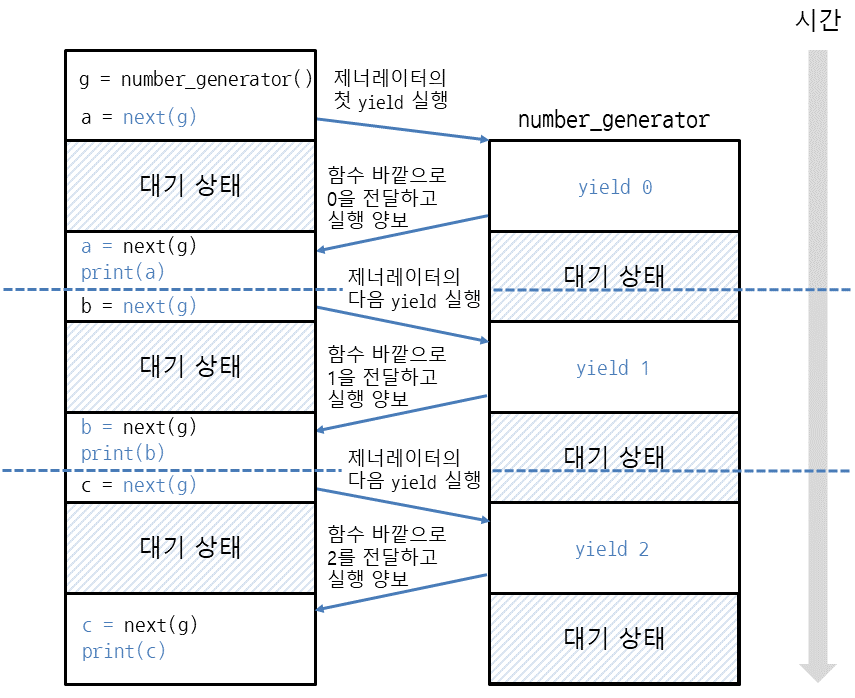 시간
g = number_generator()
a = next(g)
제너레이터의
첫 yield 실행
number_generator
대기 상태
함수 바깥으로
0을 전달하고
실행 양보
yield 0
a = next(g)
print(a)
b = next(g)
제너레이터의
다음 yield 실행
대기 상태
대기 상태
함수 바깥으로
1을 전달하고
실행 양보
yield 1
b = next(g)
print(b)
c = next(g)
제너레이터의
다음 yield 실행
대기 상태
대기 상태
함수 바깥으로
2를 전달하고
실행 양보
yield 2
c = next(g)
print(c)
대기 상태